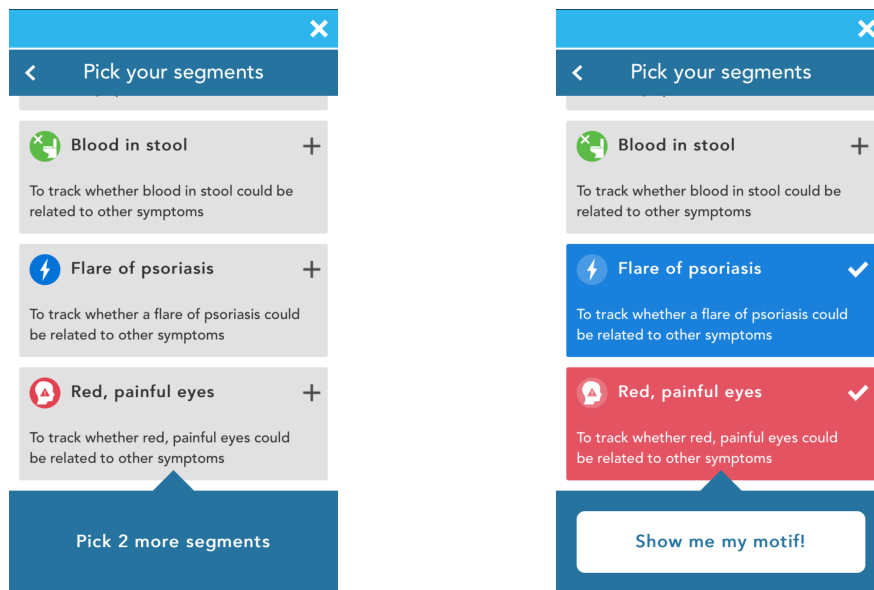 Pick your segments
Blood in stool
To track whether blood in stool could be
related to other symptoms
Flare of psoriasis
To track whether a flare of psoriasis could
be related to other symptoms
Red, painful eyes
To track whether red, painful eyes could
be related to other symptoms
Pick 2 more segments
Pick your segments
Blood in stool
To track whether blood in stool could be
related to other symptoms
Flare of psoriasis
To track whether a flare of psoriasis could
be related to other symptoms
Red, painful eyes
To track whether red, painful eyes could
be related to other symptoms
Show me my motif!